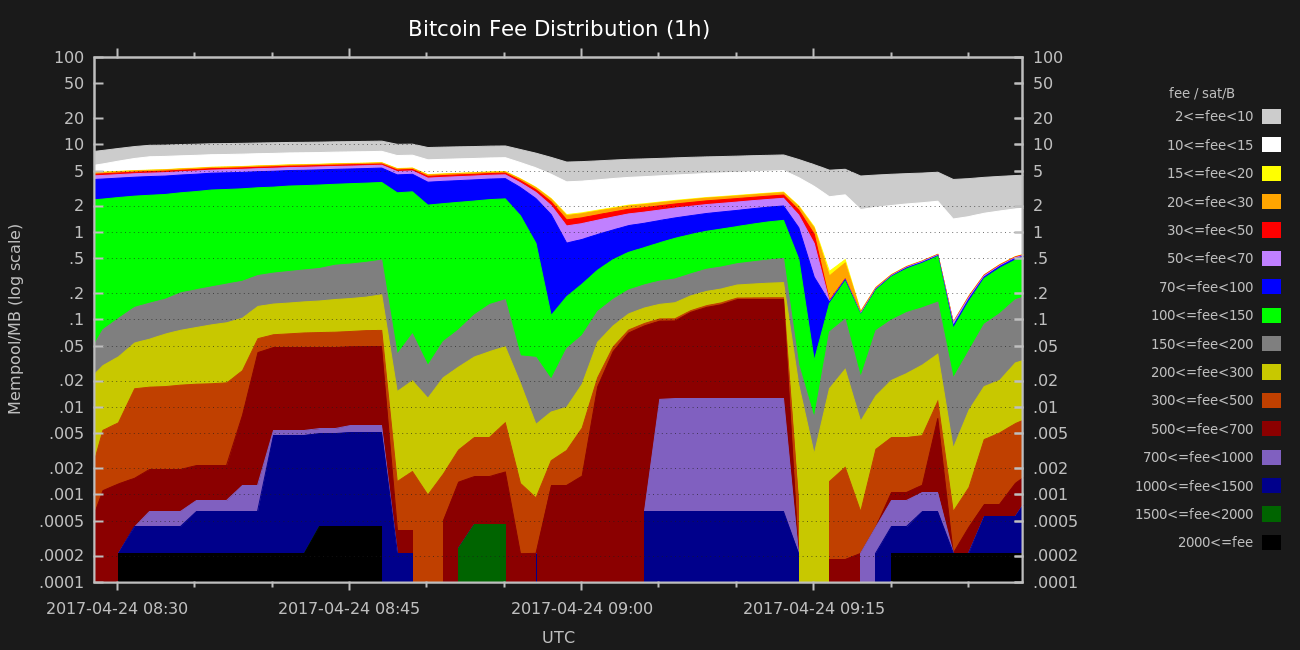 Bitcoin Fee Distribution (1h)
100 100
50 50
20 20
10 10
5 5
2 2
1 1
.5 .5
.2 .2
.1 .1
.05 .05
.02 .02
.01 .01
.005 .005
.002 .002
.001 .001
.0005 .0005
.0002 .0002
.0001 .0001
Mempool/MB (log scale)
2017-04-24 08:30 2017-04-24 08:45 2017-04-24 09:00 2017-04-24 09:15
UTC
fee / sat/B
2<=fee<10
10<=fee<15
15<=fee<20
20<=fee<30
30<=fee<50
50<=fee<70
70<=fee<100
100<=fee<150
150<=fee<200
200<=fee<300
300<=fee<500
500<=fee<700
700<=fee<1000
1000<=fee<1500
1500<=fee<2000
2000<=fee